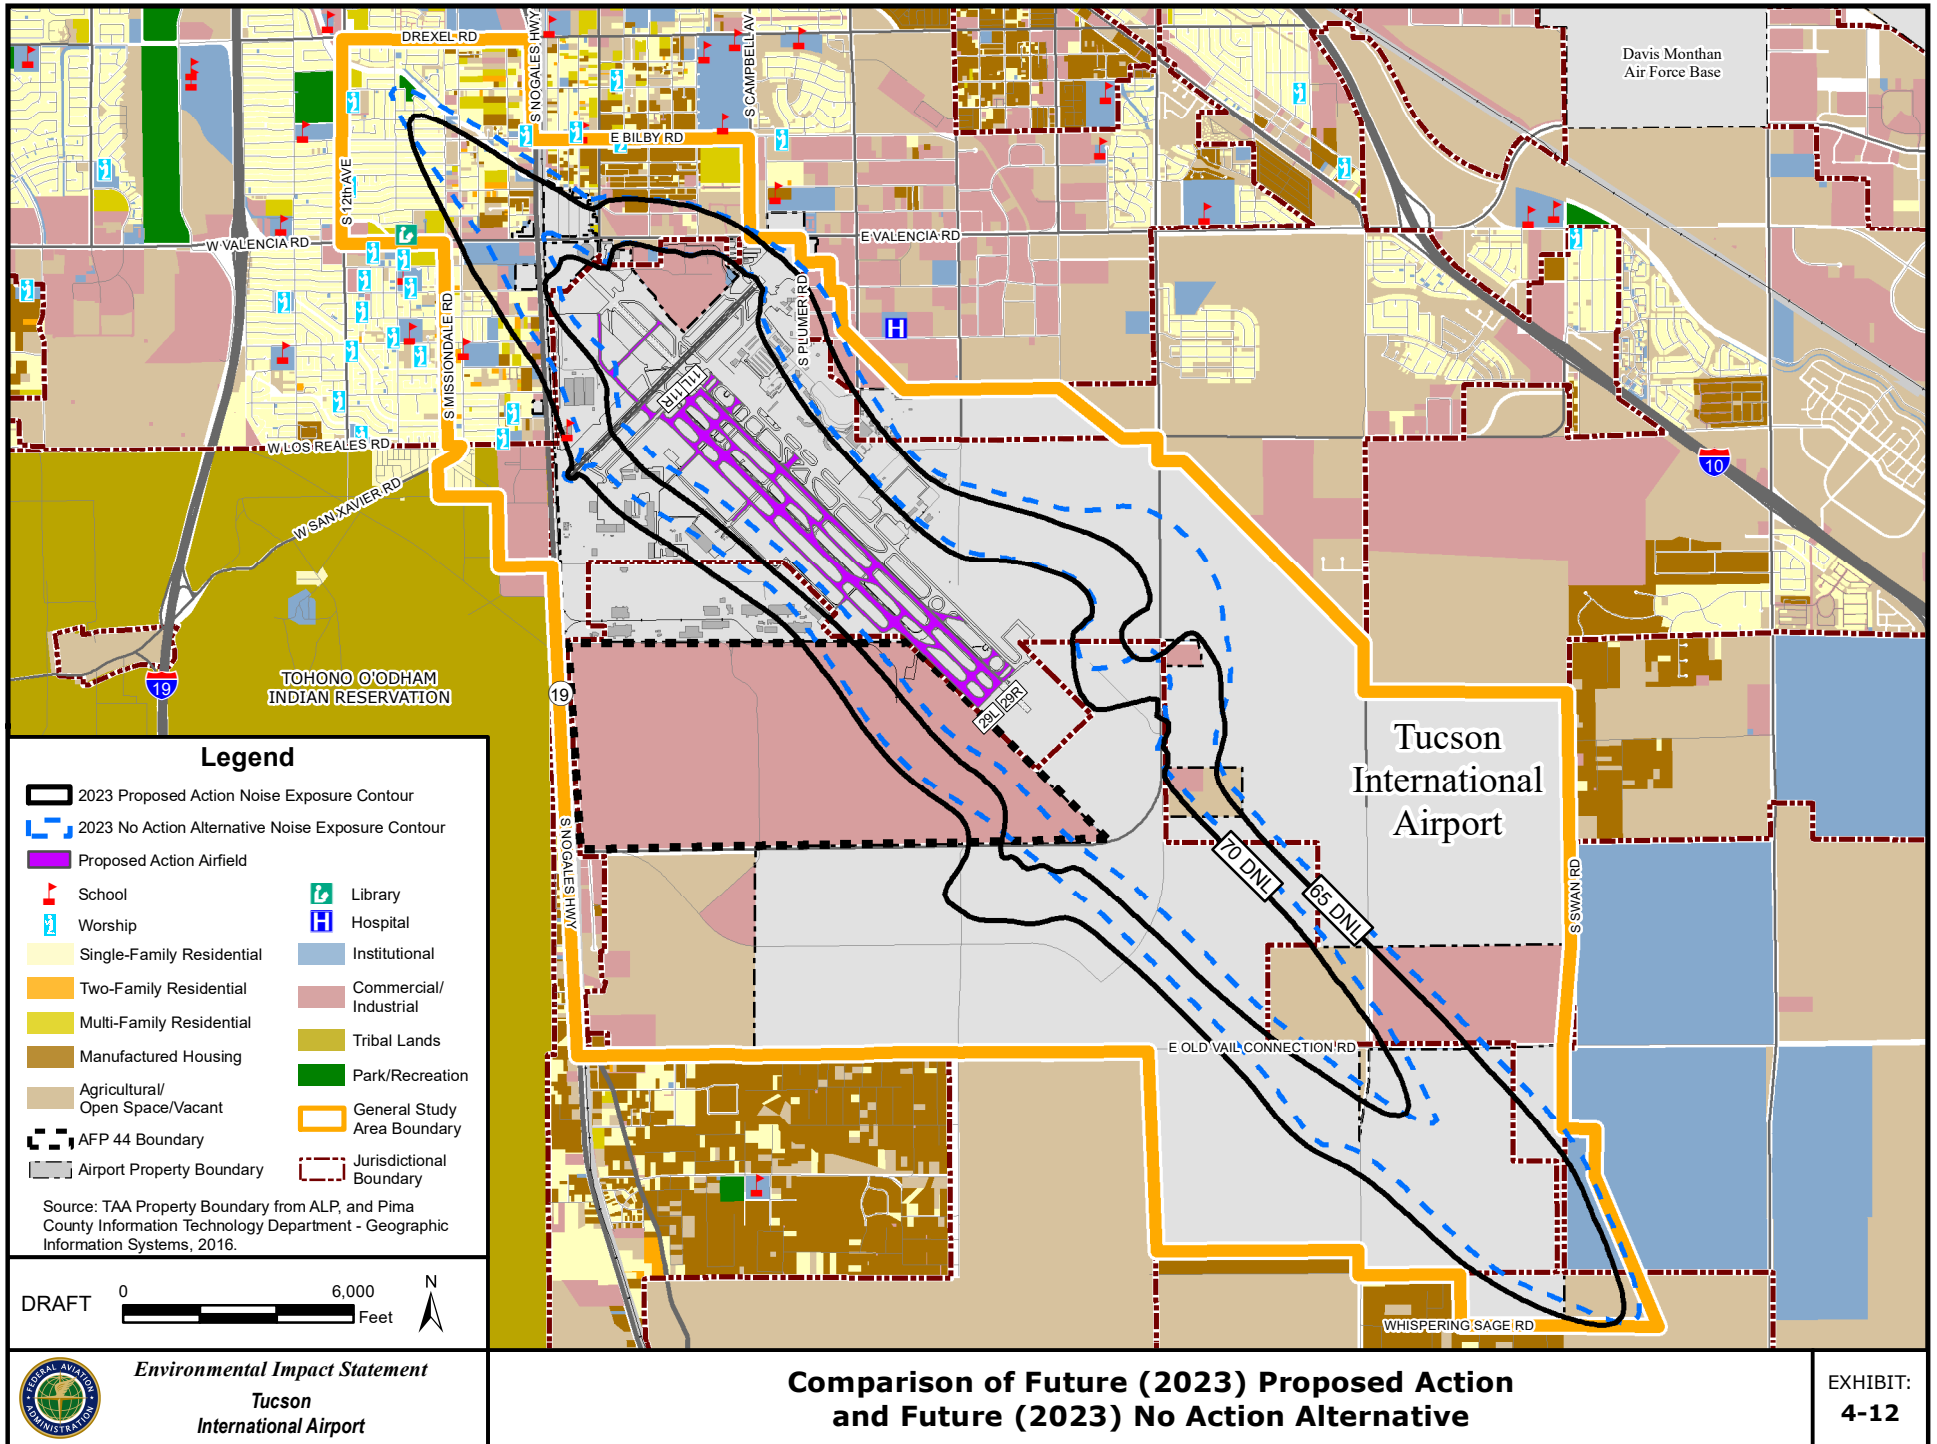 DREXEL RD
S NOGALES HWY
S CAMPBELL AV
Davis Monthan
Air Force Base
E BILBY RD
S 12th AVE
W VALENCIA RD
E VALENCIA RD
S MISSIONDALE RD
S PLUMER RD
11L
11R
W LOS REALES RD
W SAN XAVIER RD
10
19
TOHONO O'ODHAM
INDIAN RESERVATION
19
29L
29R
Tucson
International
Airport
70 DNL
65 DNL
S NOGALES HWY
S SWAN RD
E OLD VAIL CONNECTION RD
WHISPERING SAGE RD
Legend
2023 Proposed Action Noise Exposure Contour
2023 No Action Alternative Noise Exposure Contour
Proposed Action Airfield
School
Library
Worship
Hospital
Single-Family Residential
Institutional
Two-Family Residential
Commercial/
Industrial
Multi-Family Residential
Tribal Lands
Manufactured Housing
Park/Recreation
Agricultural/
Open Space/Vacant
General Study
Area Boundary
AFP 44 Boundary
Airport Property Boundary
Jurisdictional
Boundary
Source: TAA Property Boundary from ALP, and Pima
County Information Technology Department - Geographic
Information Systems, 2016.
DRAFT
0
6,000
Feet
N
FEDERAL AVIATION
ADMINISTRATION
Environmental Impact Statement
Tucson
International Airport
Comparison of Future (2023) Proposed Action
and Future (2023) No Action Alternative
EXHIBIT:
4-12